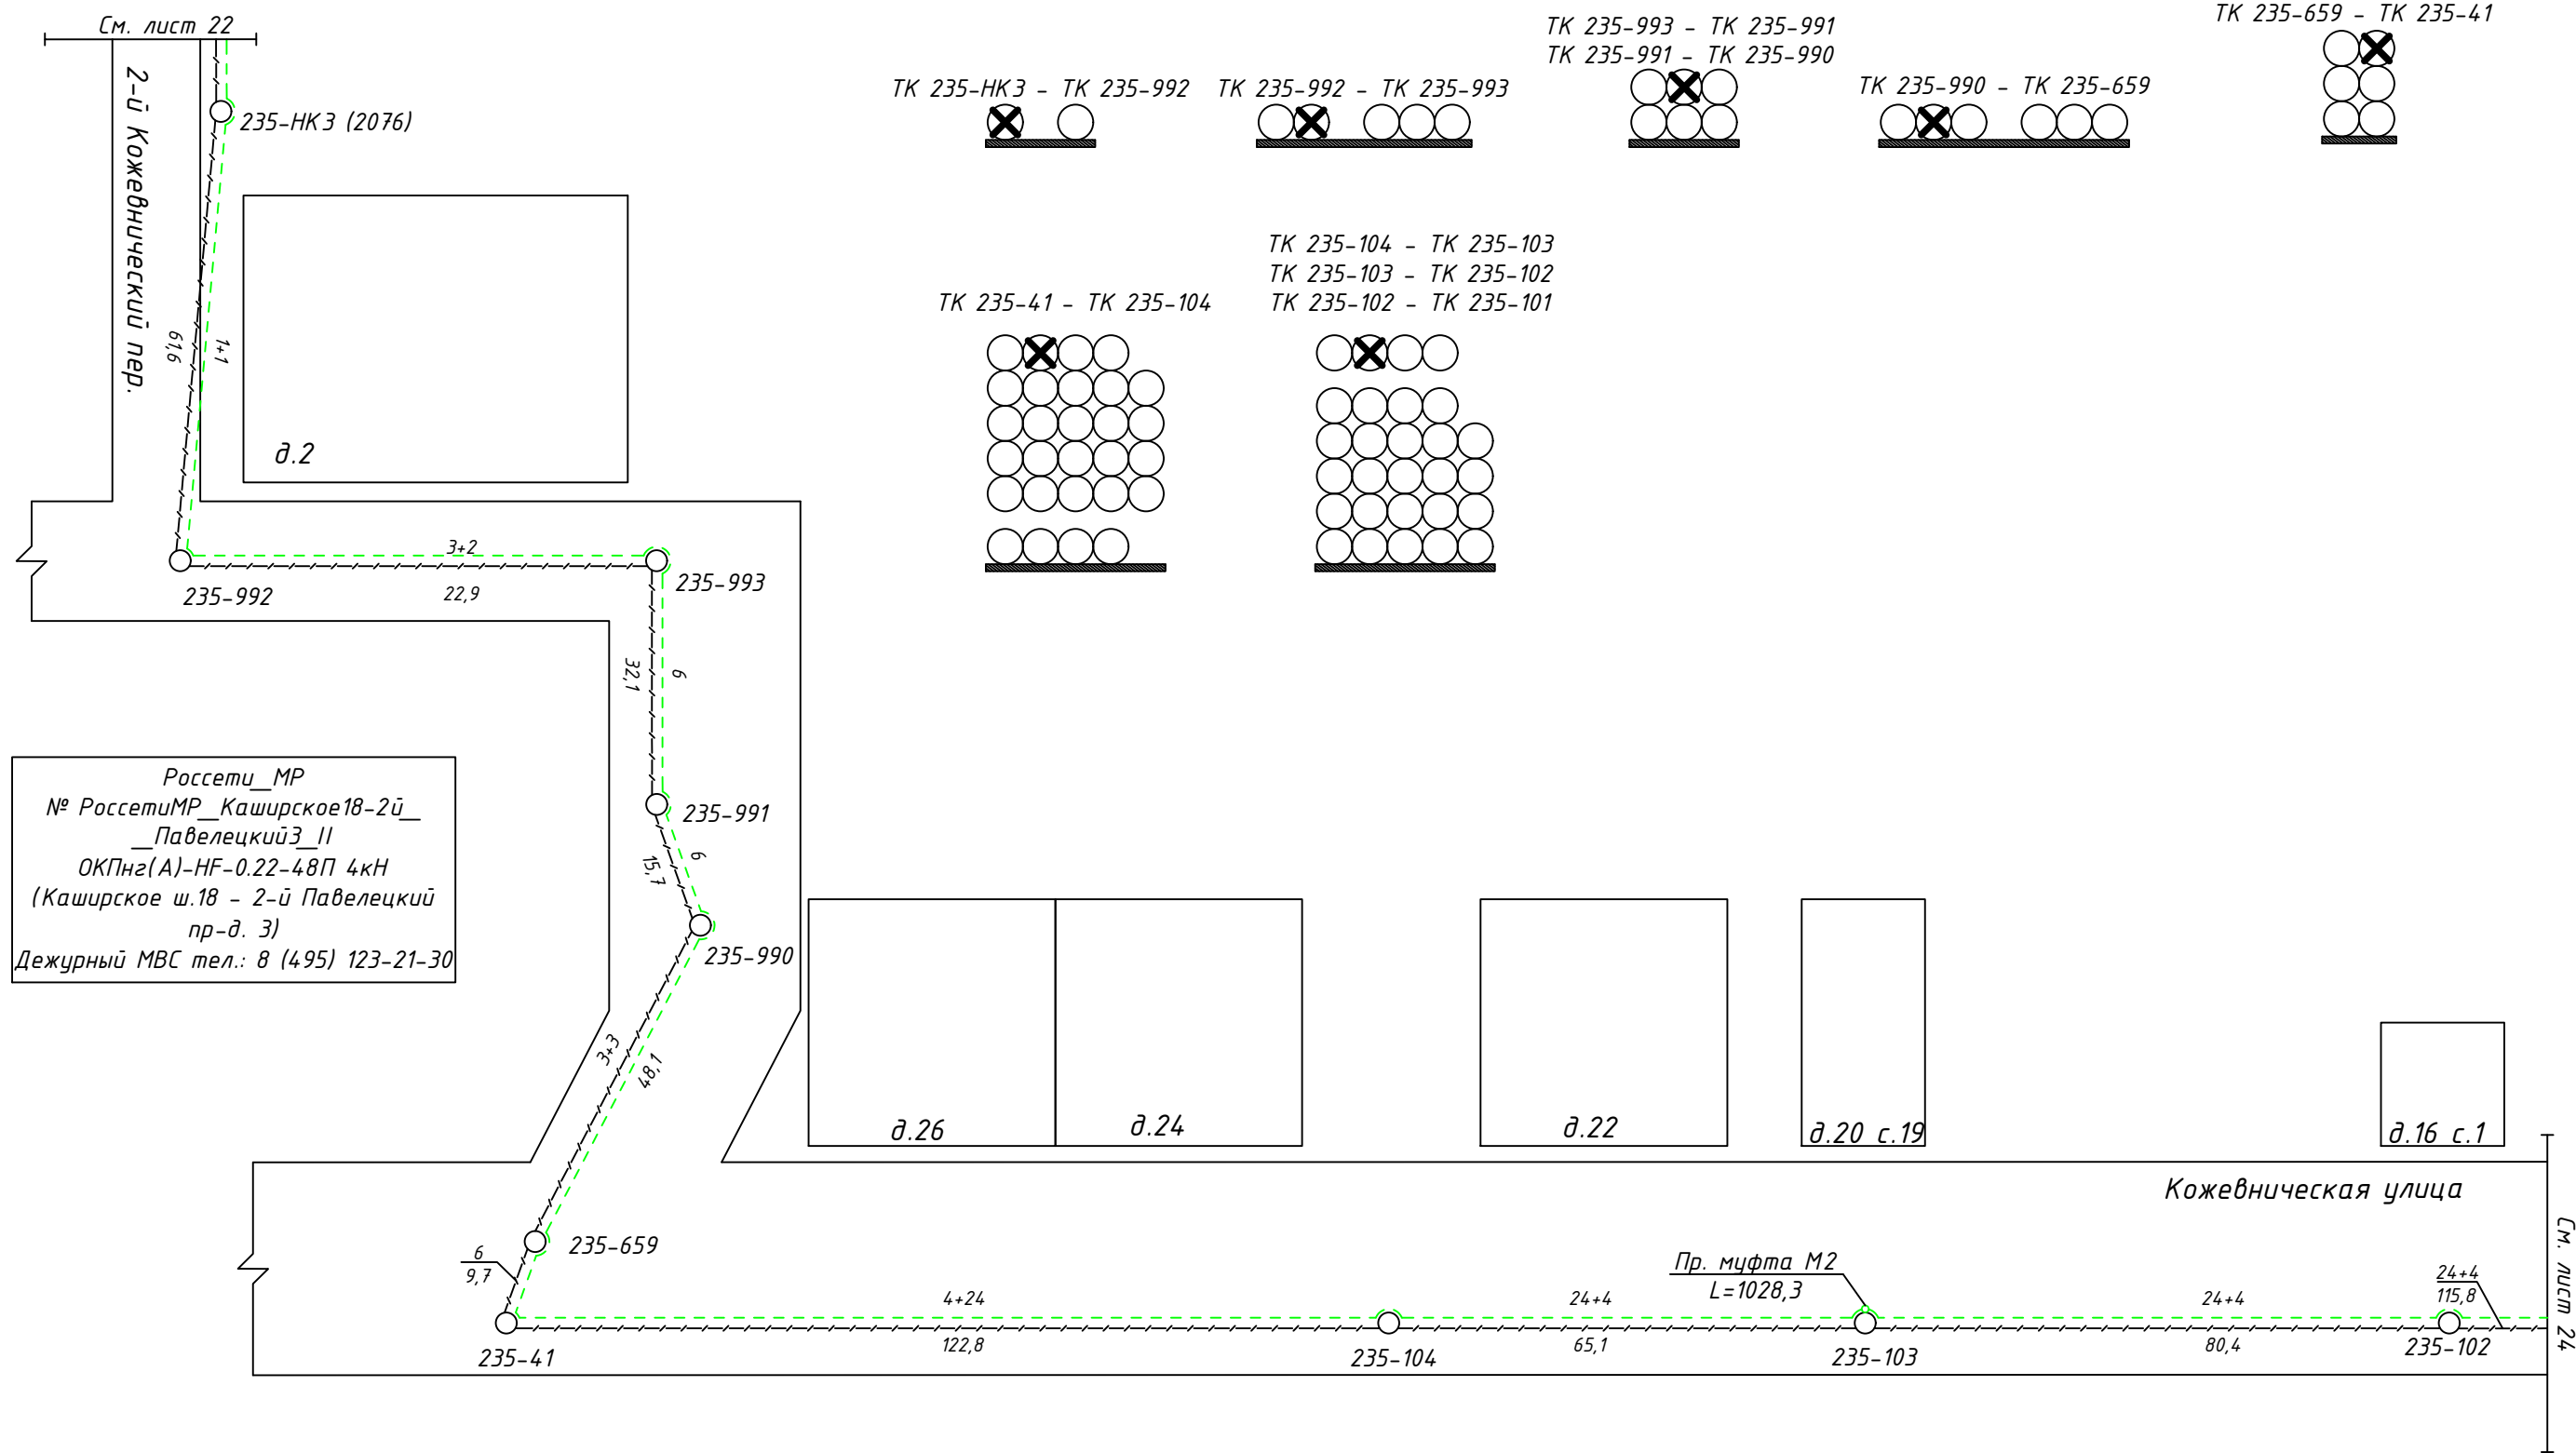 См. лист 22
2-й Кожевнический пер.
235-НК3 (2076)
61,6
1+1
д.2
235-992
3+2
22,9
235-993
32,1
6
235-991
15,7
6
235-990
3+3
48,1
235-659
6
9,7
235-41
4+24
122,8
235-104
24+4
65,1
Пр. муфта М2
L=1028,3
235-103
24+4
80,4
24+4
115,8
235-102
См. лист 24
Кожевническая улица
д.26
д.24
д.22
д.20 с.19
д.16 с.1
Россети_МР
№ РоссетиМР_Каширское18-2й_
_Павелецкий3_II
ОКПнг(А)-HF-0.22-48П 4кН
(Каширское ш.18 - 2-й Павелецкий
пр-д. 3)
Дежурный МВС тел.: 8 (495) 123-21-30
ТК 235-НК3 - ТК 235-992
ТК 235-992 - ТК 235-993
ТК 235-993 - ТК 235-991
ТК 235-991 - ТК 235-990
ТК 235-990 - ТК 235-659
ТК 235-659 - ТК 235-41
ТК 235-41 - ТК 235-104
ТК 235-104 - ТК 235-103
ТК 235-103 - ТК 235-102
ТК 235-102 - ТК 235-101